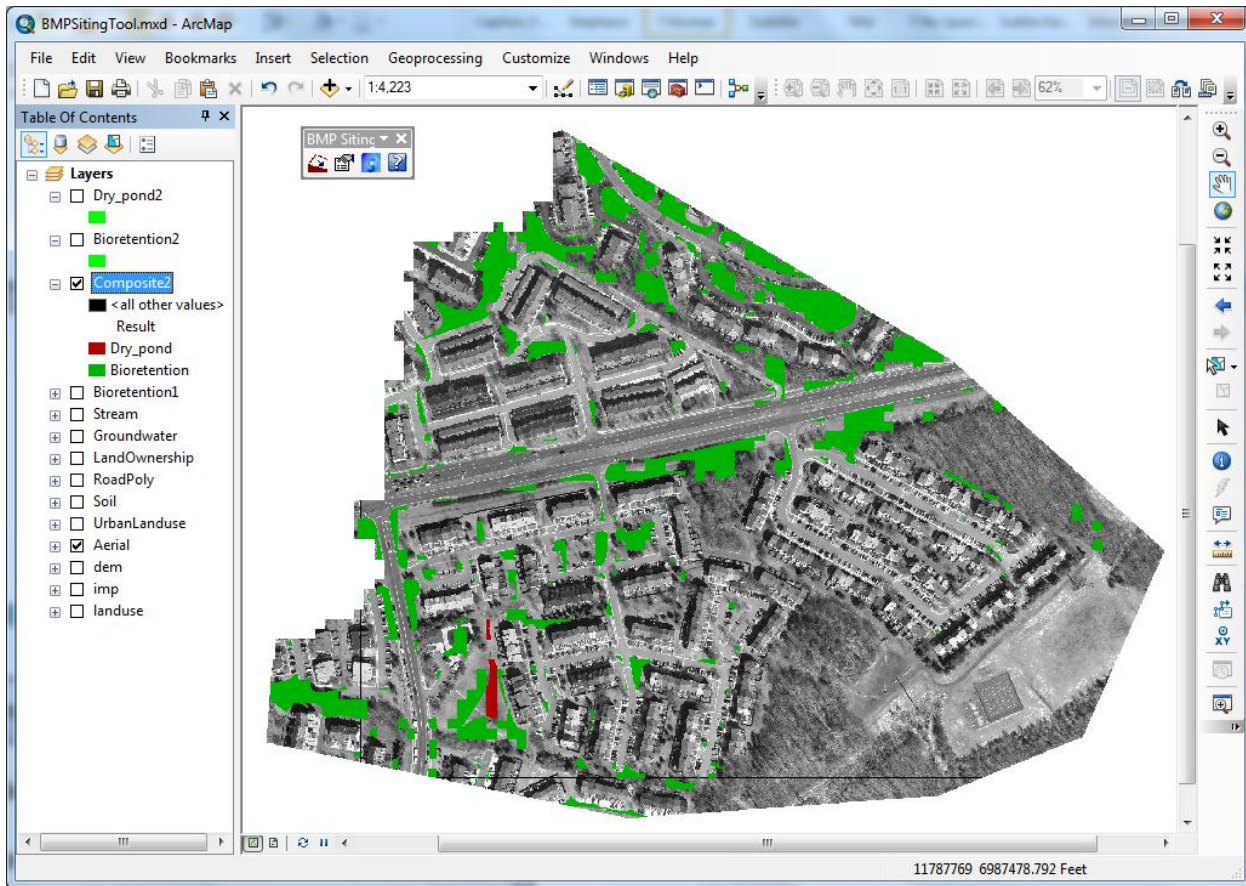 BMPSitingTool.mxd - ArcMap
File Edit View Bookmarks Insert Selection Geoprocessing Customize Windows Help
1:4,223 62%
Table Of Contents
BMP Siting
Layers
Dry_pond2
Bioretention2
Composite2
<all other values>
Result
Dry_pond
Bioretention
Bioretention1
Stream
Groundwater
LandOwnership
RoadPoly
Soil
UrbanLanduse
Aerial
dem
imp
landuse
XY
11787769 6987478.792 Feet